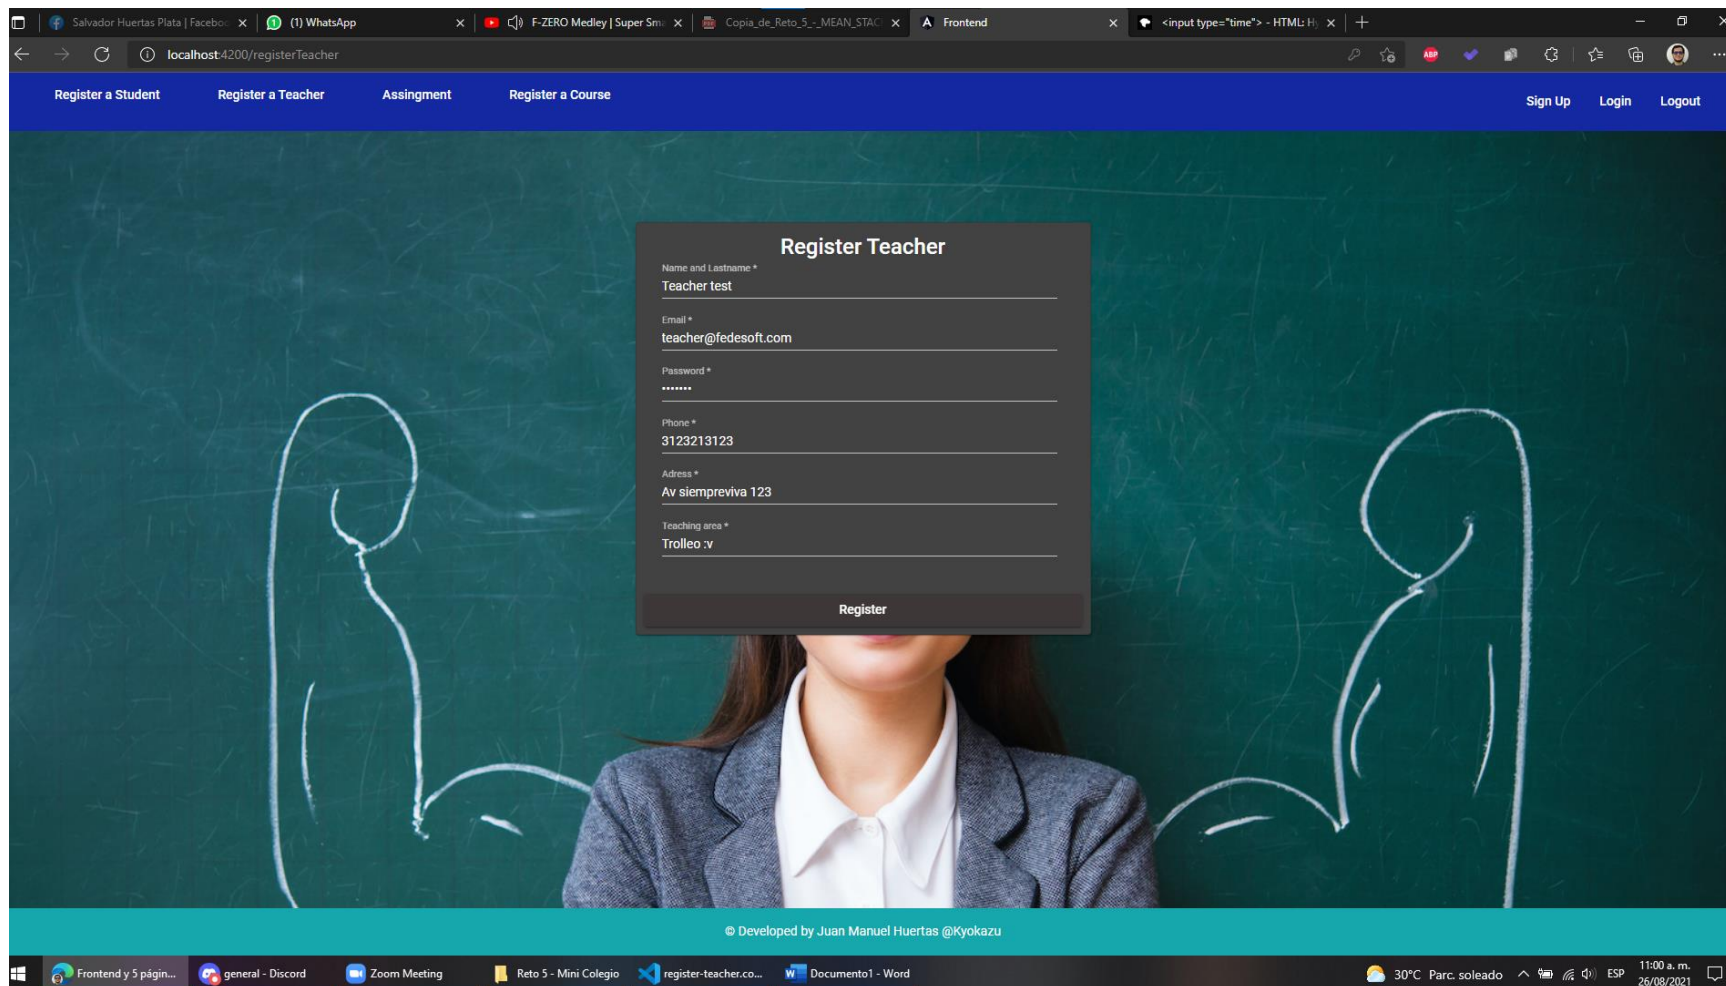 Salvador Huertas Plata | Faceboo
(1) WhatsApp
F-ZERO Medley | Super Sma
Copia_de_Reto_5_-_MEAN_STAC
Frontend
<input type="time"> - HTML: Hy
localhost:4200/registerTeacher
ABP
Register a Student
Register a Teacher
Assingment
Register a Course
Sign Up
Login
Logout
Register Teacher
Name and Lastname *
Teacher test
Email *
teacher@fedesoft.com
Password *
•••••••
Phone *
3123213123
Adress *
Av siempreviva 123
Teaching area *
Trolleo :v
Register
© Developed by Juan Manuel Huertas @Kyokazu
Frontend y 5 págin...
general - Discord
Zoom Meeting
Reto 5 - Mini Colegio
register-teacher.co...
Documento1 - Word
30°C Parc. soleado
ESP
11:00 a. m.
26/08/2021